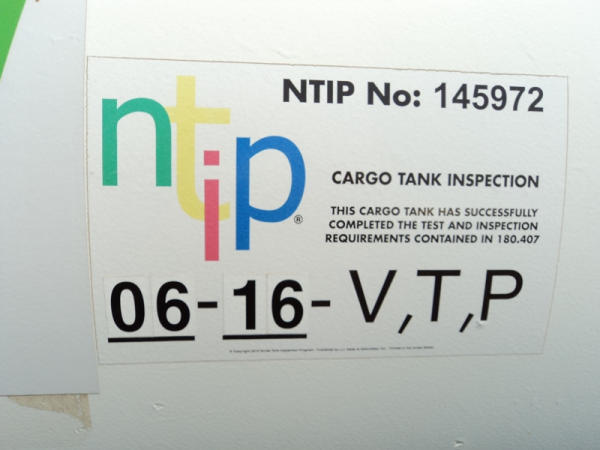 NTIP No: 145972
ntip®
CARGO TANK INSPECTION
THIS CARGO TANK HAS SUCCESSFULLY
COMPLETED THE TEST AND INSPECTION
REQUIREMENTS CONTAINED IN 180.407
06-16-V,T,P